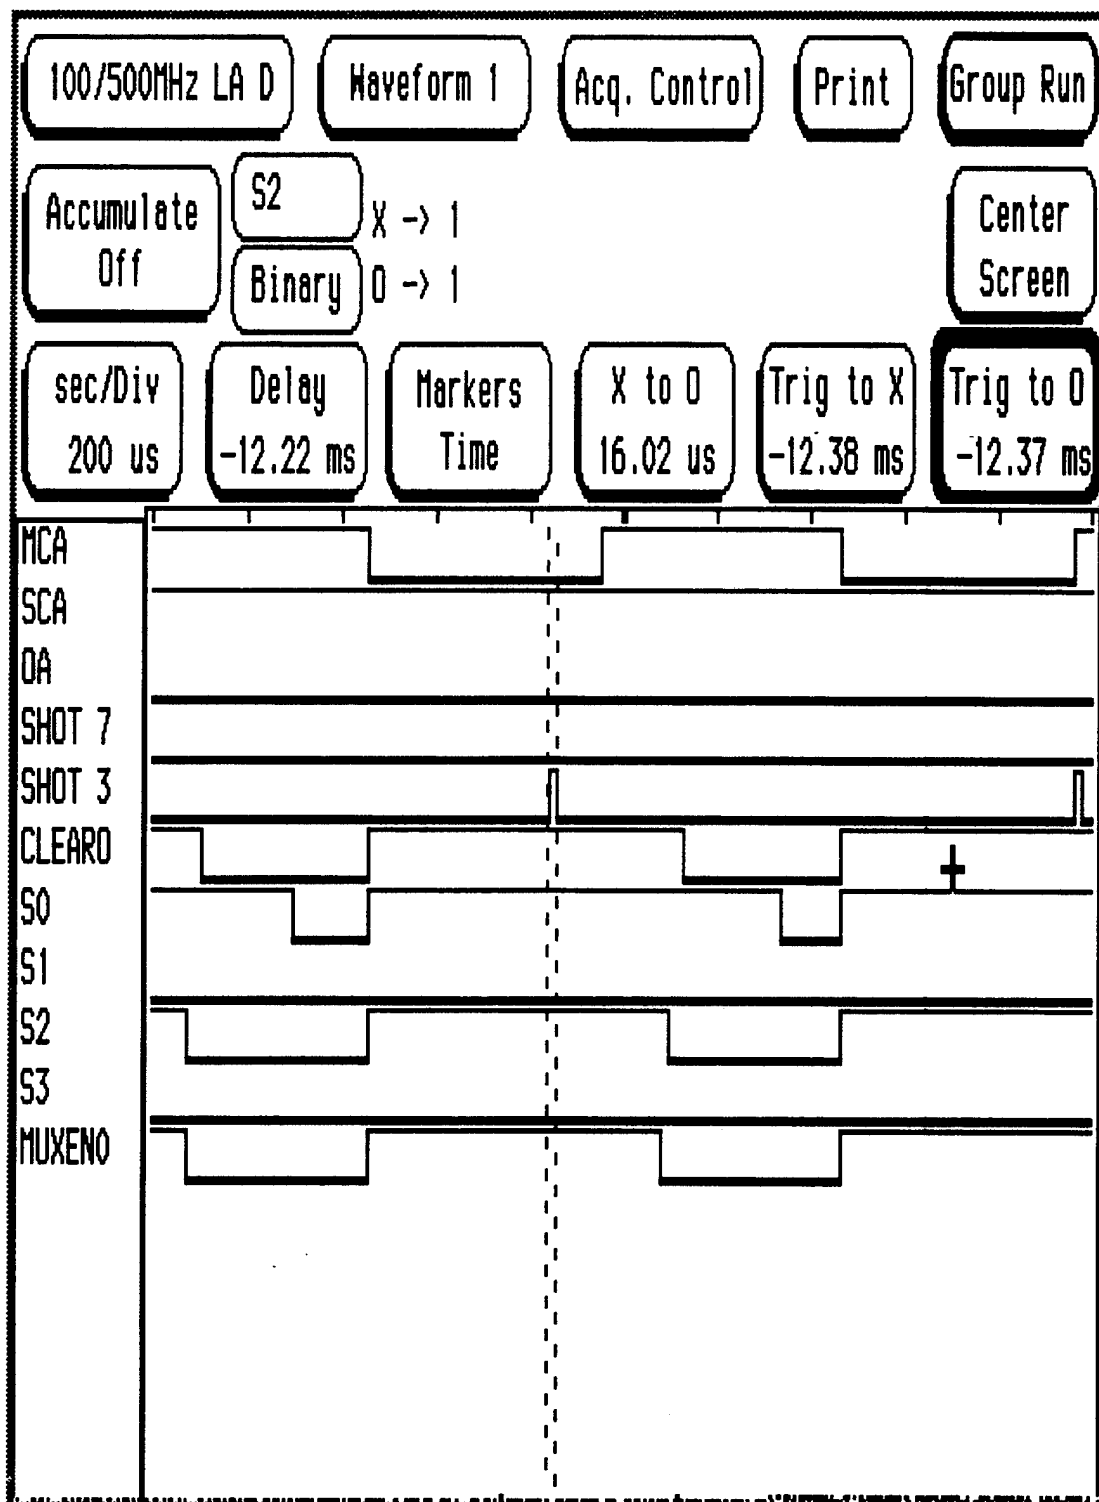 100/500MHz LA D
Waveform 1
Acq. Control
Print
Group Run
Accumulate
Off
S2
X -> 1
Binary
O -> 1
Center
Screen
sec/Div
200 us
Delay
-12.22 ms
Markers
Time
X to O
16.02 us
Trig to X
-12.38 ms
Trig to O
-12.37 ms
MCA
SCA
OA
SHOT 7
SHOT 3
CLEARO
S0
S1
S2
S3
MUXENO